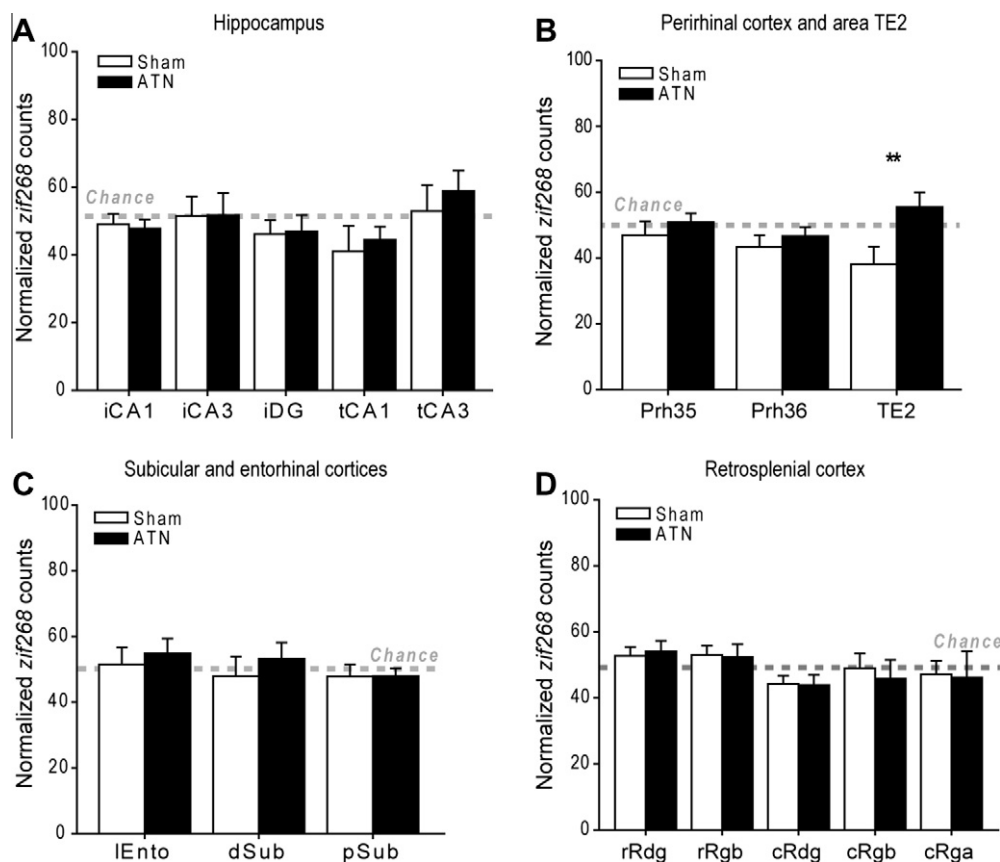 A
Hippocampus
Normalized zif268 counts
100
80
60
40
20
0
Sham
ATN
Chance
iCA1 iCA3 iDG tCA1 tCA3
B
Perirhinal cortex and area TE2
Normalized zif268 counts
100
80
60
40
20
0
Sham
ATN
**
Chance
Prh35 Prh36 TE2
C
Subicular and entorhinal cortices
Normalized zif268 counts
100
80
60
40
20
0
Sham
ATN
Chance
lEnto dSub pSub
D
Retrosplenial cortex
Normalized zif268 counts
100
80
60
40
20
0
Sham
ATN
Chance
rRdg rRgb cRdg cRgb cRga